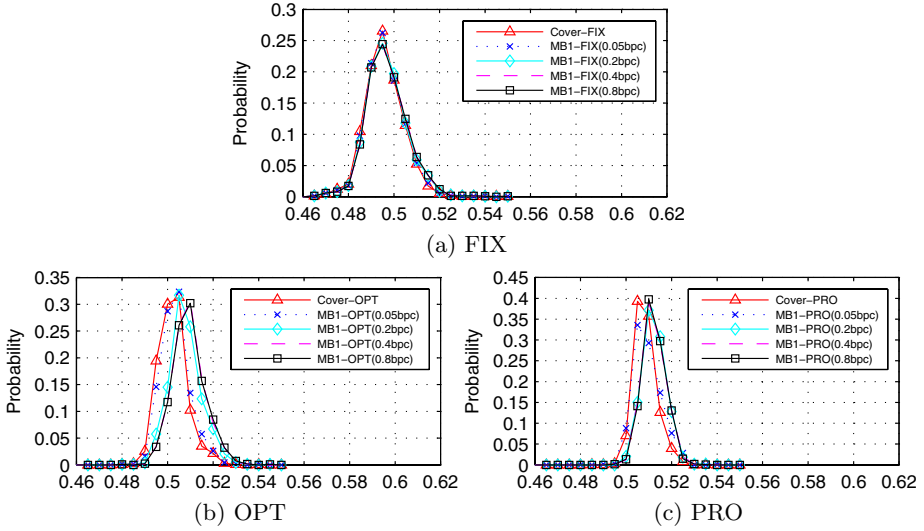 0.3
0.25
0.2
0.15
0.1
0.05
0
Probability
Cover−FIX
MB1−FIX(0.05bpc)
MB1−FIX(0.2bpc)
MB1−FIX(0.4bpc)
MB1−FIX(0.8bpc)
0.46 0.48 0.5 0.52 0.54 0.56 0.58 0.6 0.62
(a) FIX
0.35
0.3
0.25
0.2
0.15
0.1
0.05
0
Probability
Cover−OPT
MB1−OPT(0.05bpc)
MB1−OPT(0.2bpc)
MB1−OPT(0.4bpc)
MB1−OPT(0.8bpc)
0.46 0.48 0.5 0.52 0.54 0.56 0.58 0.6 0.62
(b) OPT
0.45
0.4
0.35
0.3
0.25
0.2
0.15
0.1
0.05
0
Probability
Cover−PRO
MB1−PRO(0.05bpc)
MB1−PRO(0.2bpc)
MB1−PRO(0.4bpc)
MB1−PRO(0.8bpc)
0.46 0.48 0.5 0.52 0.54 0.56 0.58 0.6 0.62
(c) PRO